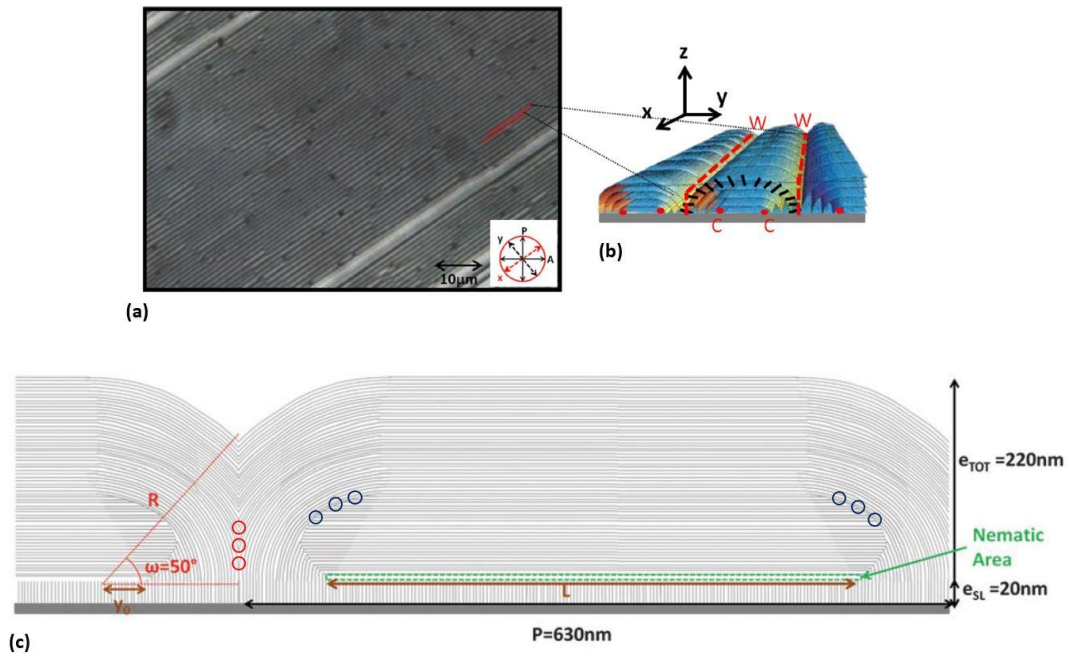 z
x
y
W W
y P
A
x
10μm
C C
(b)
(a)
R
ω=50°
y₀
L
e_TOT =220nm
Nematic
Area
e_SL =20nm
P=630nm
(c)